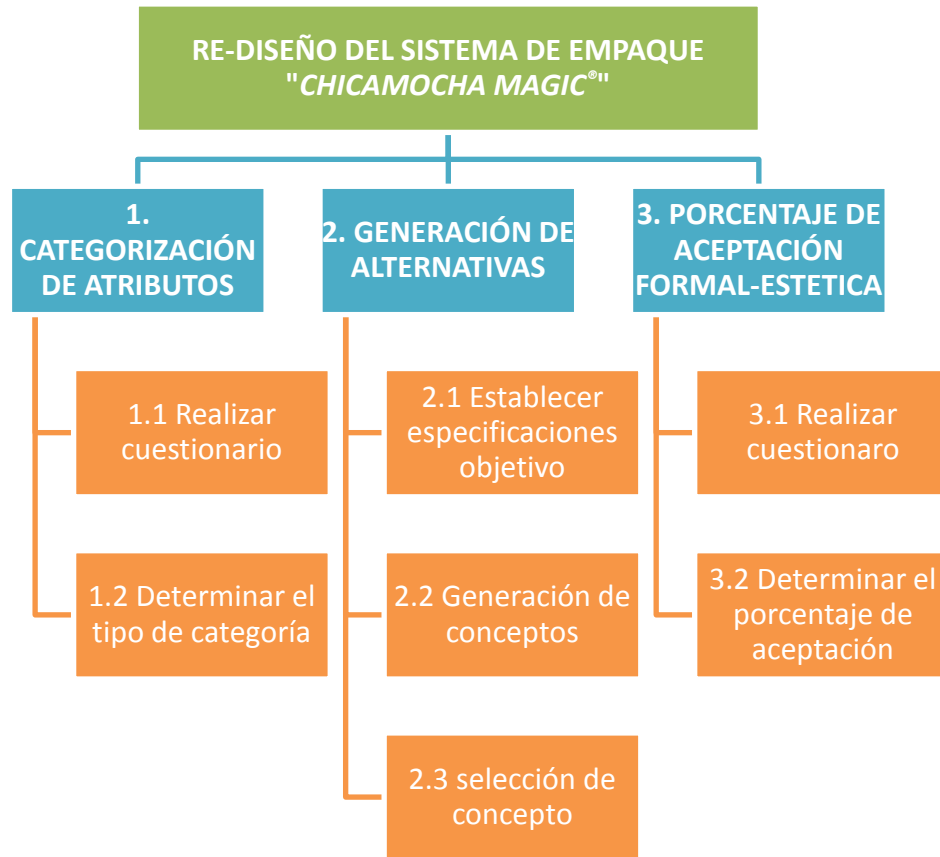 RE-DISEÑO DEL SISTEMA DE EMPAQUE
"CHICAMOCHA MAGIC®"
1.
CATEGORIZACIÓN
DE ATRIBUTOS
1.1 Realizar
cuestionario
1.2 Determinar el
tipo de categoría
2. GENERACIÓN DE
ALTERNATIVAS
2.1 Establecer
especificaciones
objetivo
2.2 Generación de
conceptos
2.3 selección de
concepto
3. PORCENTAJE DE
ACEPTACIÓN
FORMAL-ESTETICA
3.1 Realizar
cuestionaro
3.2 Determinar el
porcentaje de
aceptación